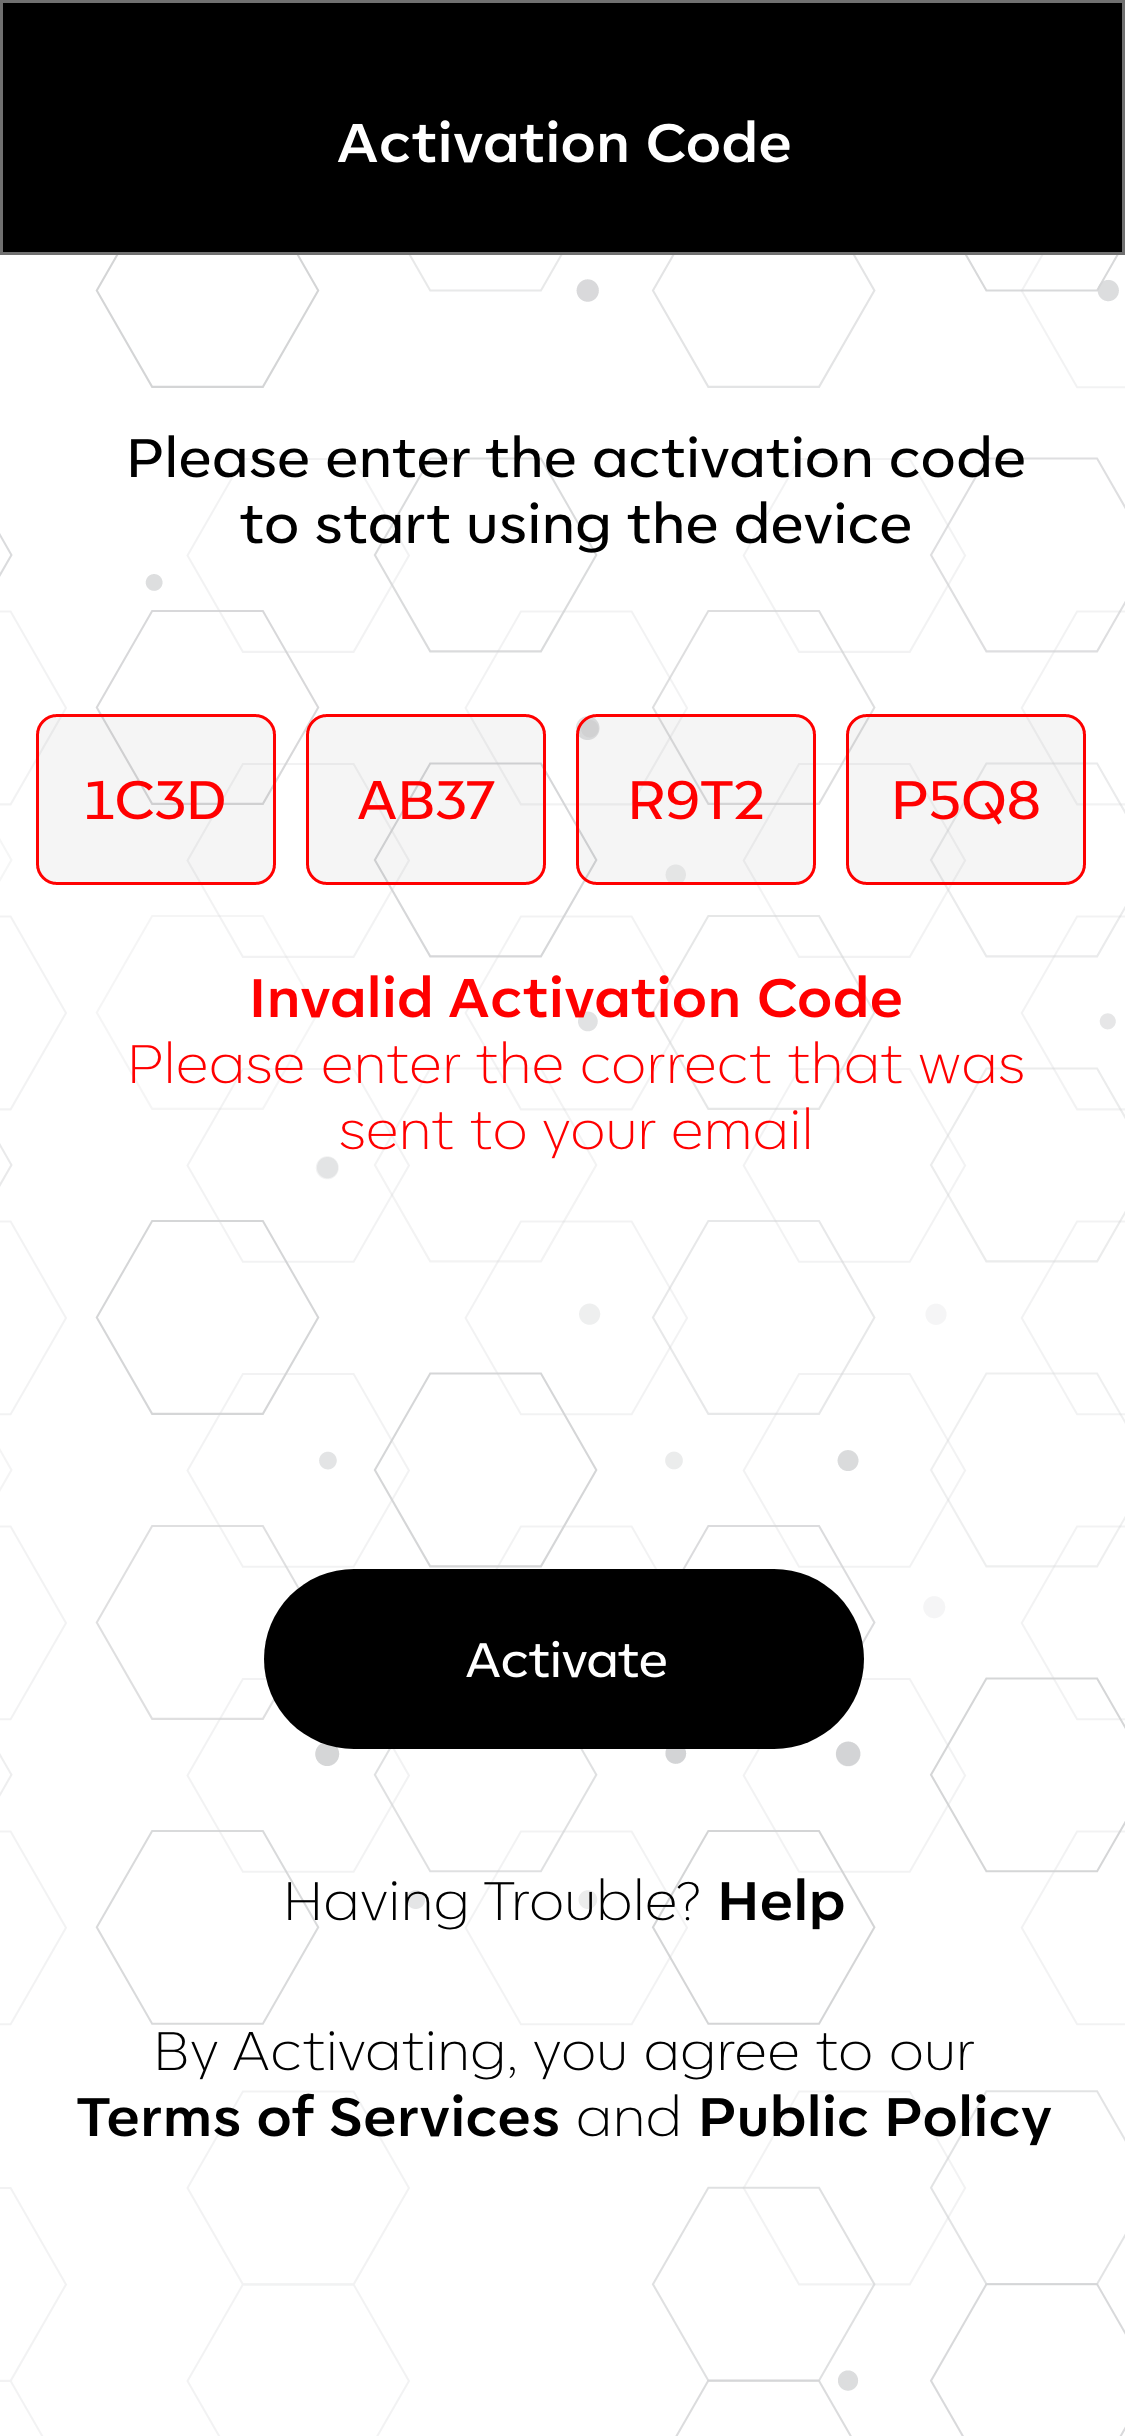 Activation Code
Please enter the activation code
to start using the device
1C3D AB37 R9T2 P5Q8
Invalid Activation Code
Please enter the correct that was
sent to your email
Activate
Having Trouble? Help
By Activating, you agree to our
Terms of Services and Public Policy